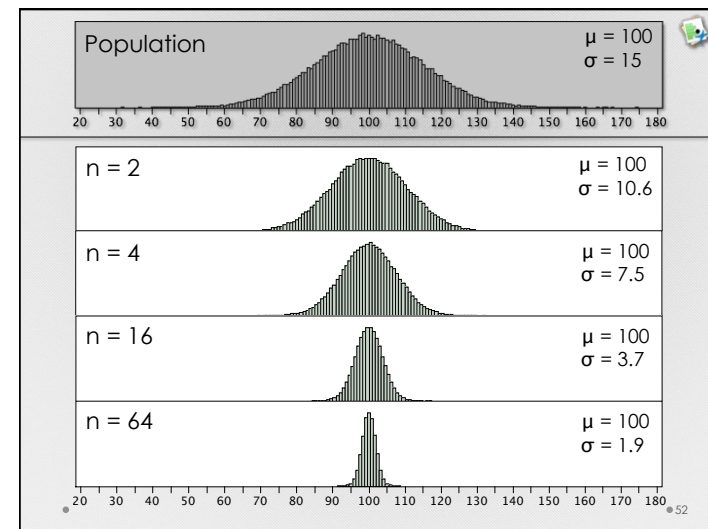 Population
μ = 100
σ = 15
20 30 40 50 60 70 80 90 100 110 120 130 140 150 160 170 180
n = 2
μ = 100
σ = 10.6
n = 4
μ = 100
σ = 7.5
n = 16
μ = 100
σ = 3.7
n = 64
μ = 100
σ = 1.9
20 30 40 50 60 70 80 90 100 110 120 130 140 150 160 170 180
52